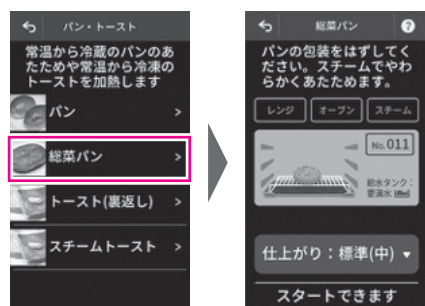 パン・トースト
常温から冷蔵のパンのあ
たためや常温から冷凍の
トーストを加熱します
パン
総菜パン
トースト(裏返し)
スチームトースト
総菜パン
?
パンの包装をはずしてく
ださい。スチームでやわ
らかくあたためます。
レンジ オーブン スチーム
No.011
給水タンク:
要満水
仕上がり:標準(中)
スタートできます